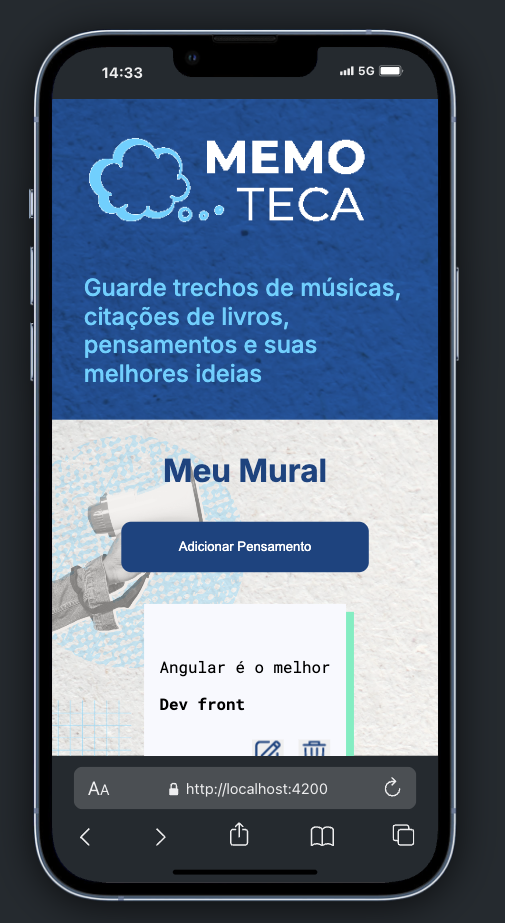 14:33
5G
MEMO
TECA
Guarde trechos de músicas,
citações de livros,
pensamentos e suas
melhores ideias
Meu Mural
Adicionar Pensamento
Angular é o melhor
Dev front
AA
http://localhost:4200